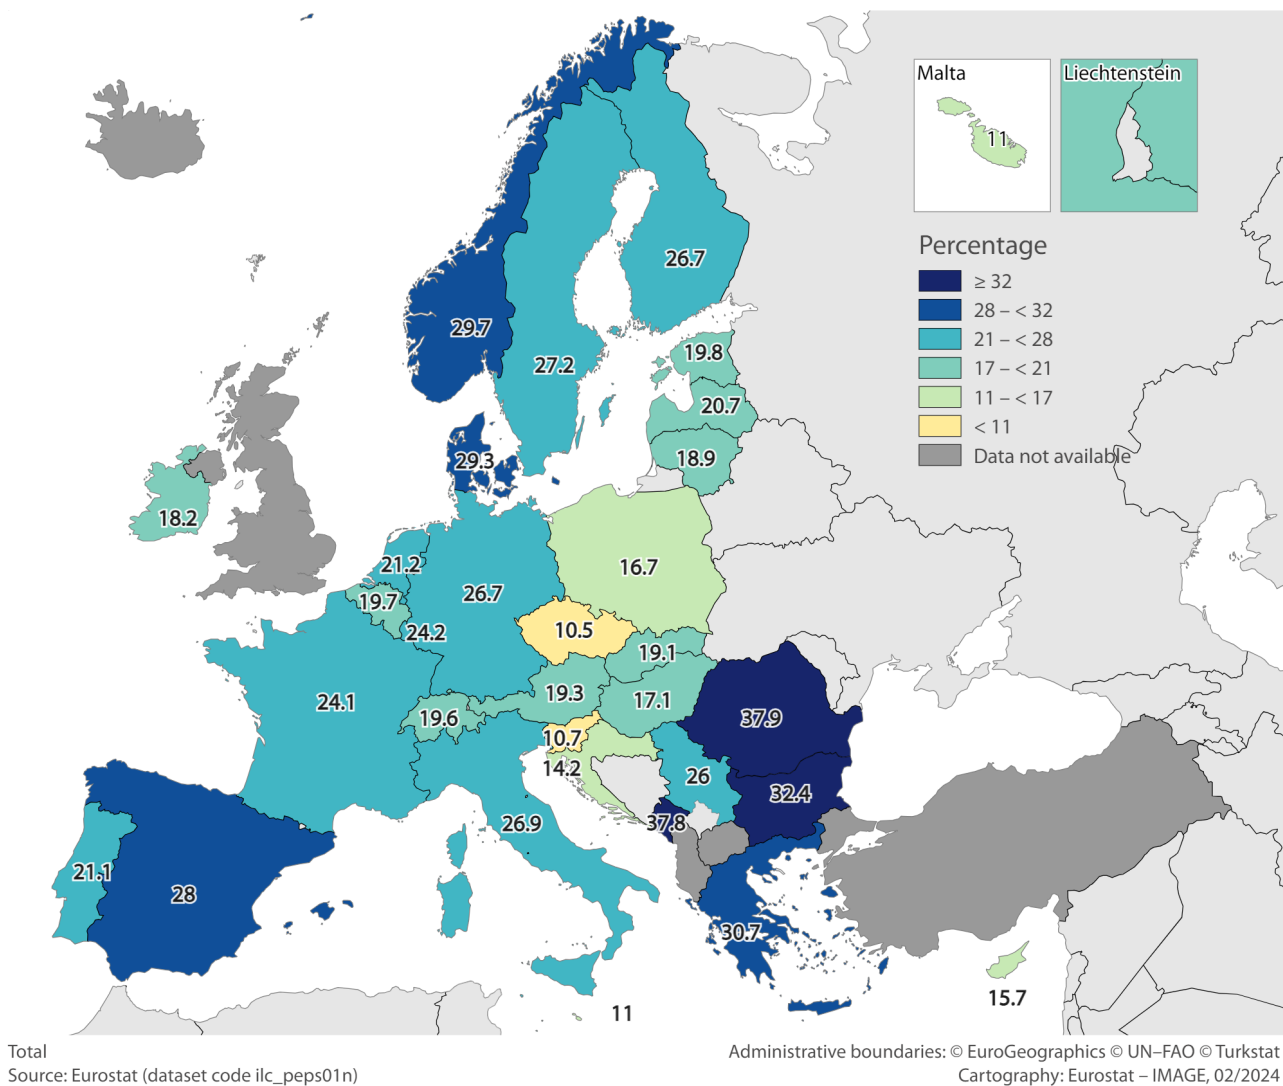 Malta
11
Liechtenstein
Percentage
≥ 32
28 – < 32
21 – < 28
17 – < 21
11 – < 17
< 11
Data not available
26.7
29.7
27.2
19.8
20.7
29.3
18.9
18.2
21.2
16.7
26.7
19.7
24.2
10.5
19.1
19.3
17.1
24.1
19.6
37.9
10.7
14.2
26
32.4
26.9
37.8
21.1
28
30.7
15.7
11
Total
Source: Eurostat (dataset code ilc_peps01n)
Administrative boundaries: © EuroGeographics © UN–FAO © Turkstat
Cartography: Eurostat – IMAGE, 02/2024